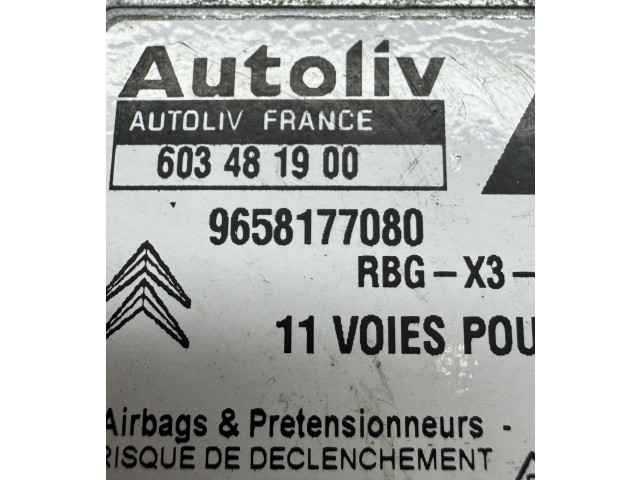 Autoliv
AUTOLIV FRANCE
603 48 19 00
9658177080
RBG-X3-
11 VOIES POU
Airbags & Pretensionneurs -
RISQUE DE DECLENCHEMENT